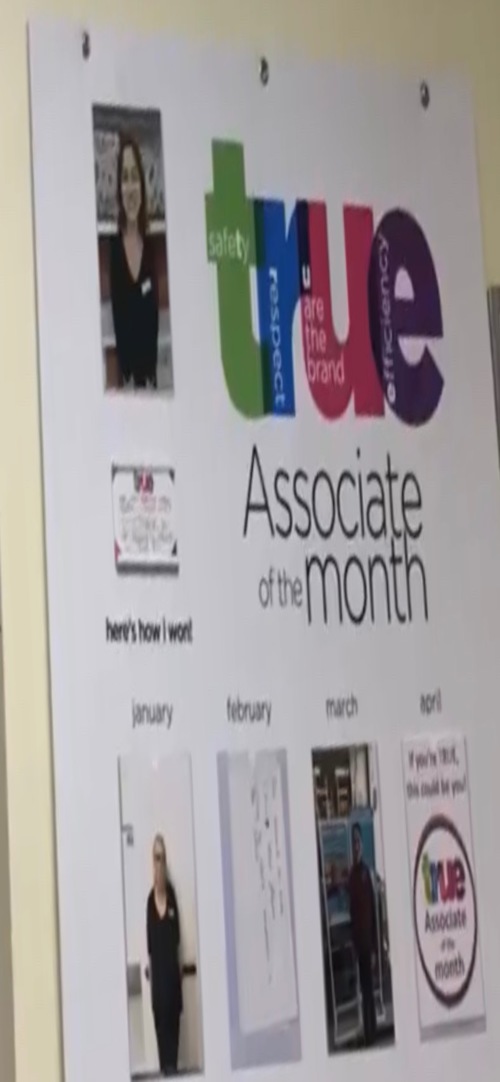 true
safety
respect
u
are
the
brand
efficiency
Associate
of the month
true
here's how i won!
january february march april
If you're TRUE,
this could be you!
true
Associate
of the
month